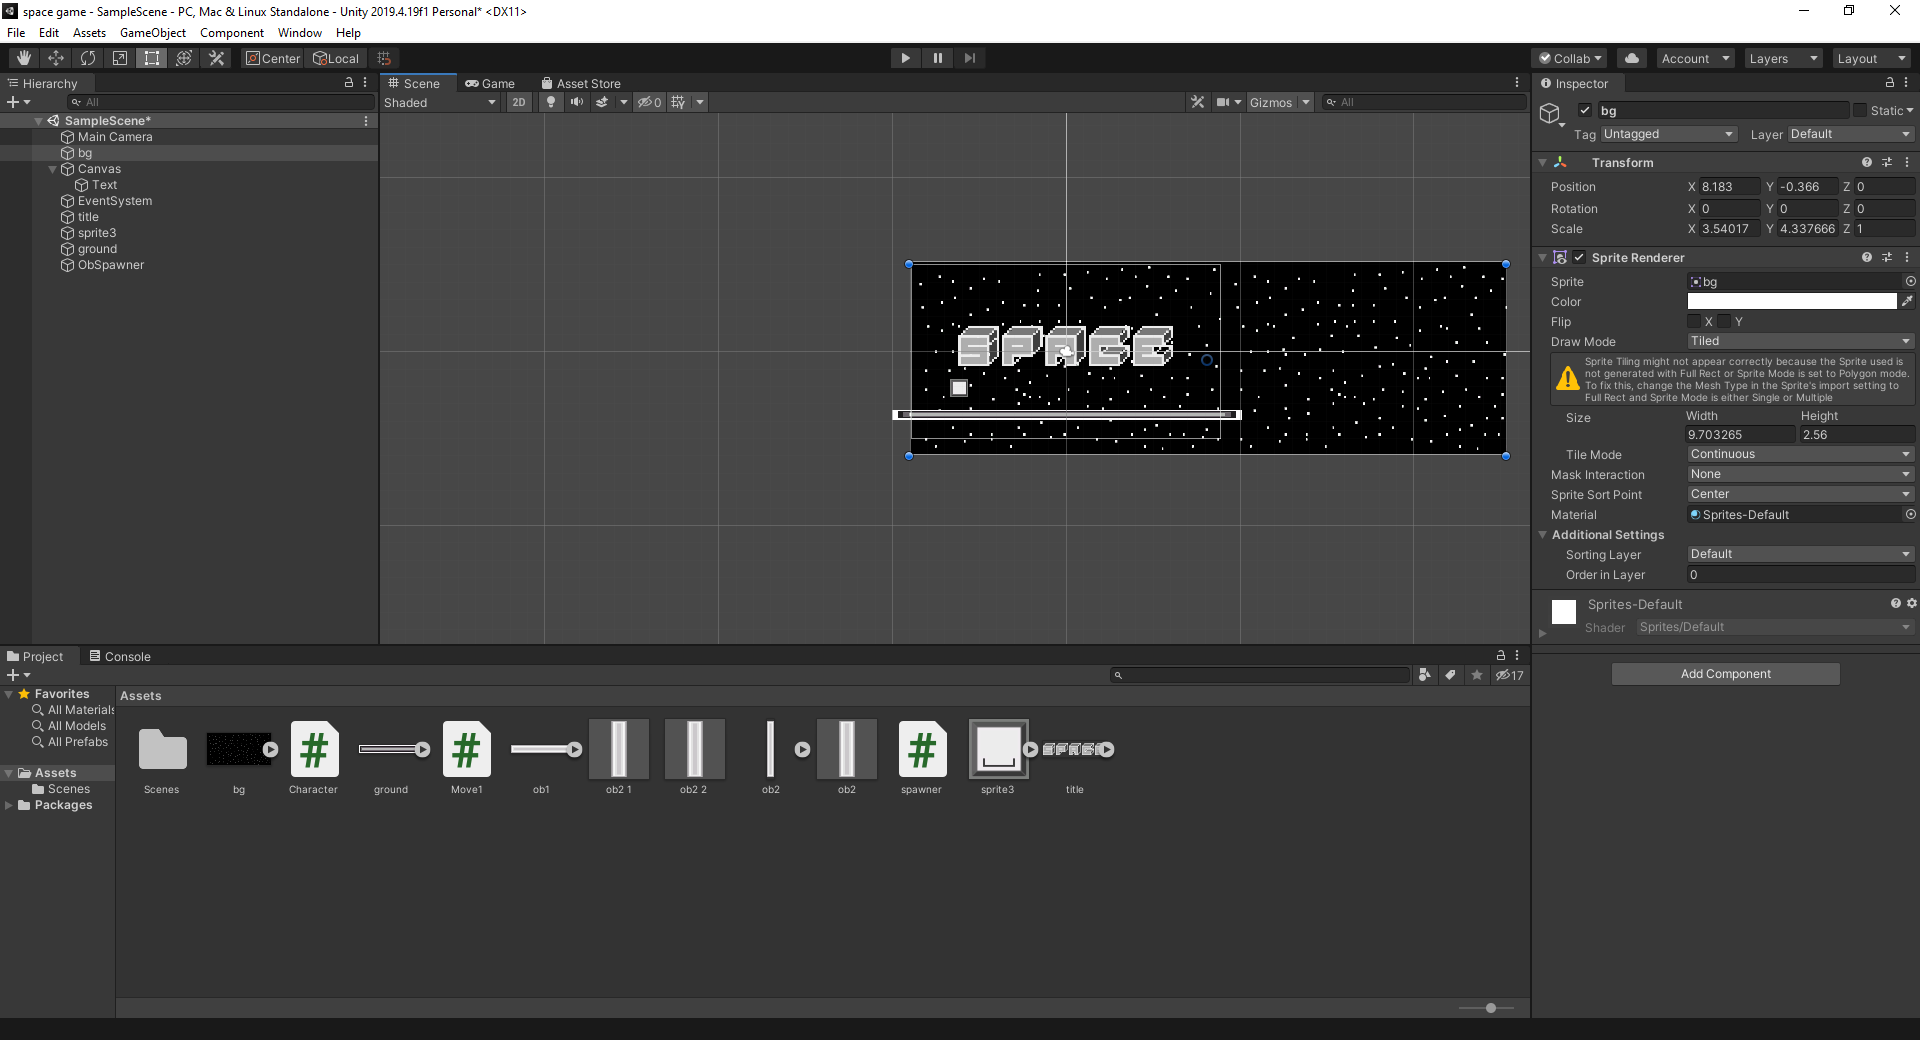 space game - SampleScene - PC, Mac & Linux Standalone - Unity 2019.4.19f1 Personal* <DX11>
File Edit Assets GameObject Component Window Help
Center Local
Collab Account Layers Layout
Hierarchy
All
SampleScene*
Main Camera
bg
Canvas
Text
EventSystem
title
sprite3
ground
ObSpawner
Scene Game Asset Store
Shaded 2D 0 Gizmos All
SPACE
Inspector
bg Static
Tag Untagged Layer Default
Transform
Position X 8.183 Y -0.366 Z 0
Rotation X 0 Y 0 Z 0
Scale X 3.54017 Y 4.337666 Z 1
Sprite Renderer
Sprite bg
Color
Flip X Y
Draw Mode Tiled
Sprite Tiling might not appear correctly because the Sprite used is
not generated with Full Rect or Sprite Mode is set to Polygon mode.
To fix this, change the Mesh Type in the Sprite's import setting to
Full Rect and Sprite Mode is either Single or Multiple
Size Width Height
9.703265 2.56
Tile Mode Continuous
Mask Interaction None
Sprite Sort Point Center
Material Sprites-Default
Additional Settings
Sorting Layer Default
Order in Layer 0
Sprites-Default
Shader Sprites/Default
Add Component
Project Console
17
Favorites
All Materials
All Models
All Prefabs
Assets
Scenes
Packages
Assets
SPACE
Scenes bg Character ground Move1 ob1 ob2 1 ob2 2 ob2 ob2 spawner sprite3 title